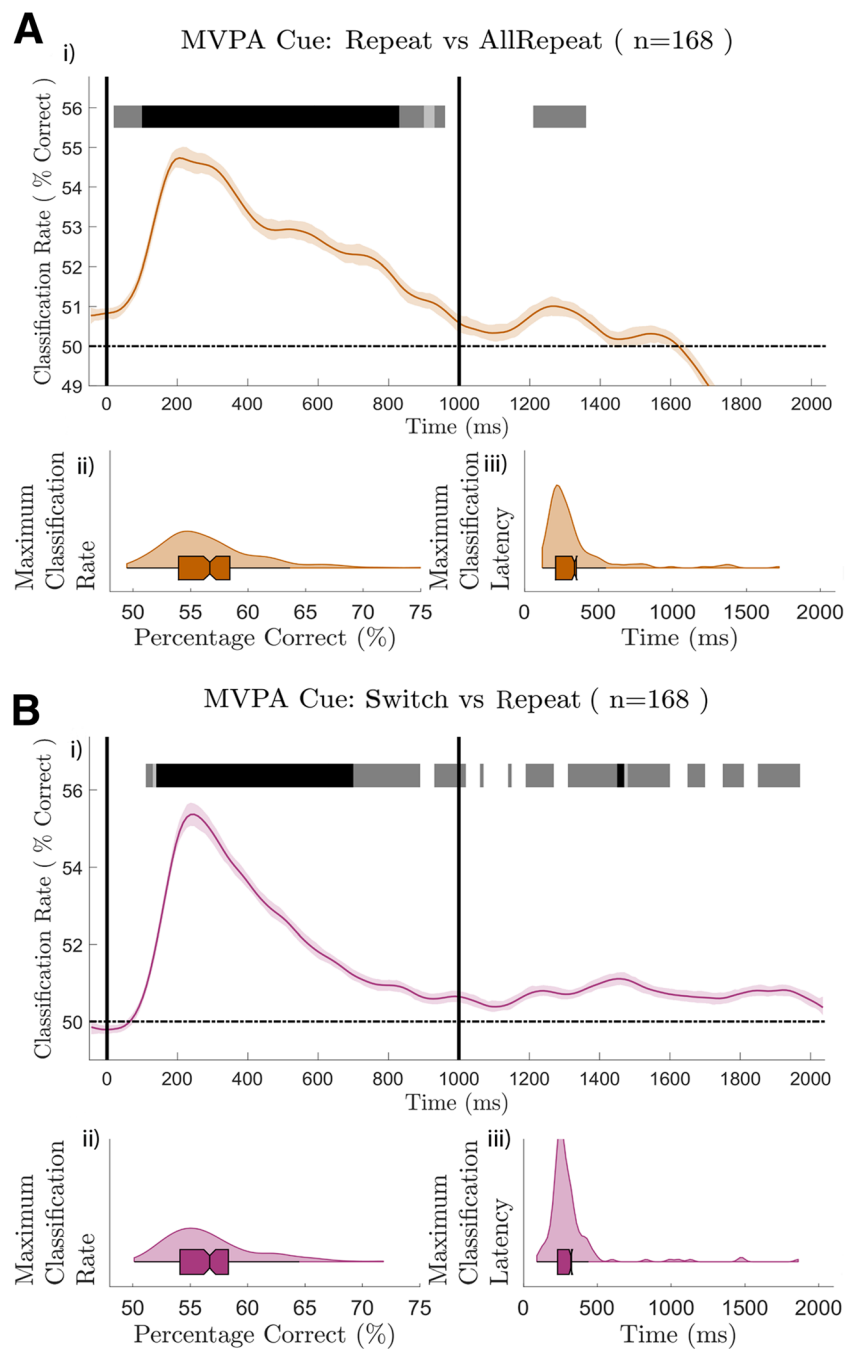 A
MVPA Cue: Repeat vs AllRepeat ( n=168 )
i)
Classification Rate ( % Correct )
56
55
54
53
52
51
50
49
0 200 400 600 800 1000 1200 1400 1600 1800 2000
Time (ms)
ii)
Maximum
Classification
Rate
50 55 60 65 70 75
Percentage Correct (%)
iii)
Maximum
Classification
Latency
0 500 1000 1500 2000
Time (ms)
B
MVPA Cue: Switch vs Repeat ( n=168 )
i)
Classification Rate ( % Correct )
56
54
52
50
0 200 400 600 800 1000 1200 1400 1600 1800 2000
Time (ms)
ii)
Maximum
Classification
Rate
50 55 60 65 70 75
Percentage Correct (%)
iii)
Maximum
Classification
Latency
0 500 1000 1500 2000
Time (ms)